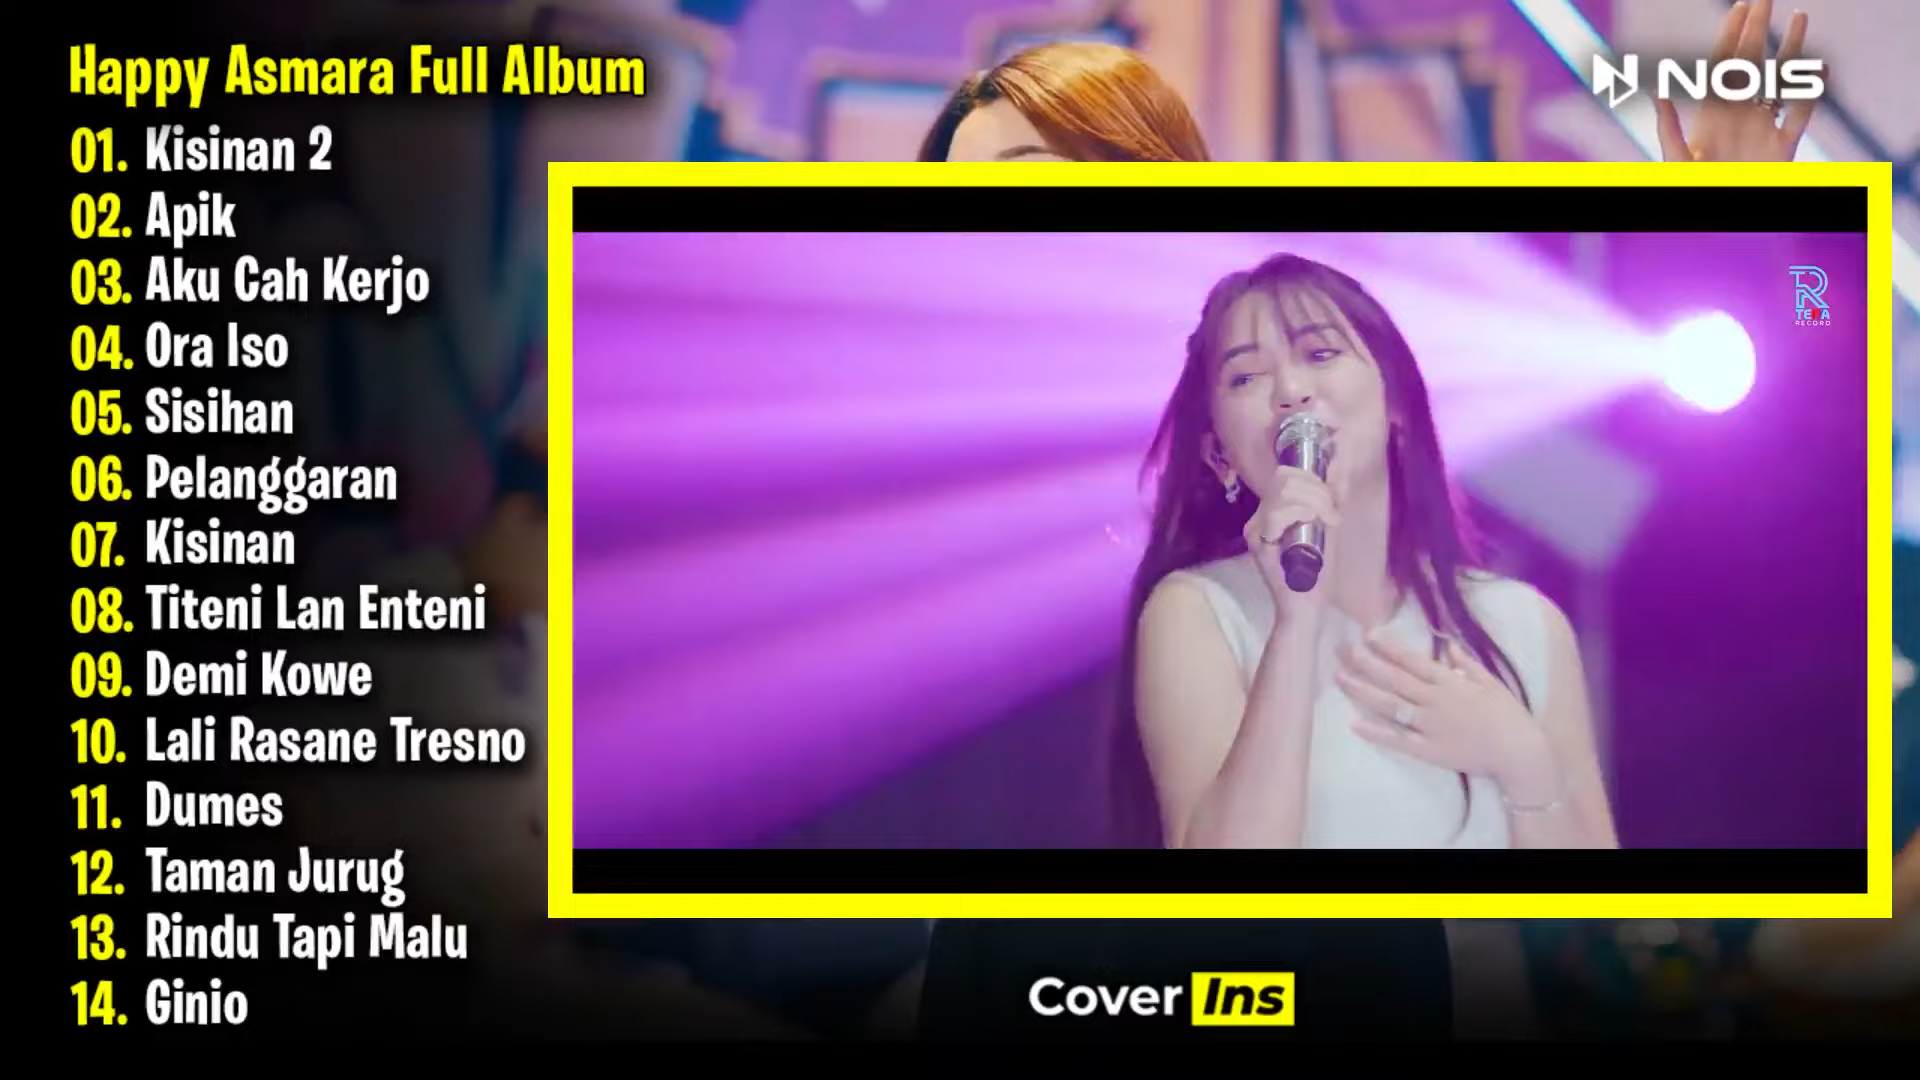 Happy Asmara Full Album
NOIS
01. Kisinan 2
02. Apik
03. Aku Cah Kerjo
04. Ora Iso
05. Sisihan
06. Pelanggaran
07. Kisinan
08. Titeni Lan Enteni
09. Demi Kowe
10. Lali Rasane Tresno
11. Dumes
12. Taman Jurug
13. Rindu Tapi Malu
14. Ginio
TETA
RECORD
Cover Ins